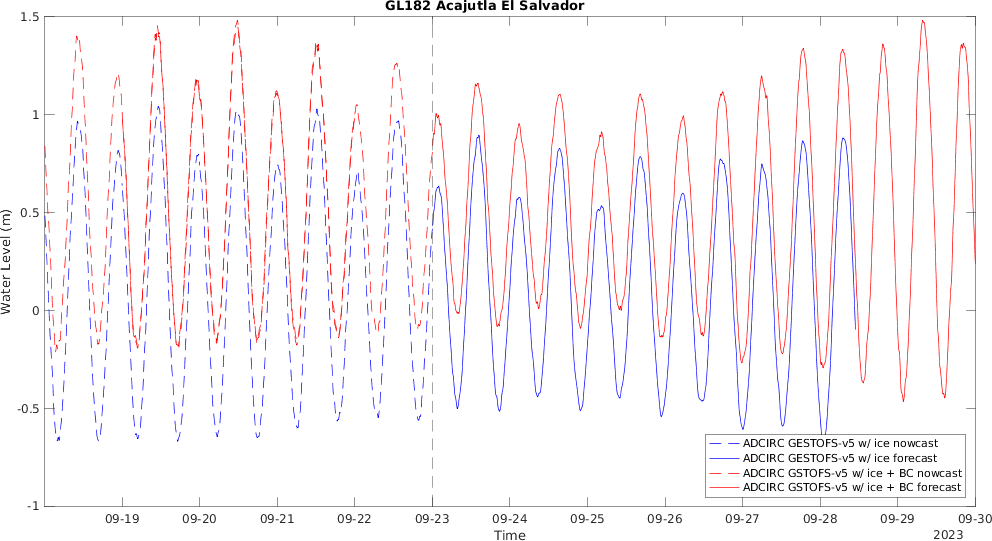 GL182 Acajutla El Salvador
Water Level (m)
1.5
1
0.5
0
-0.5
-1
ADCIRC GESTOFS-v5 w/ ice nowcast
ADCIRC GESTOFS-v5 w/ ice forecast
ADCIRC GSTOFS-v5 w/ ice + BC nowcast
ADCIRC GSTOFS-v5 w/ ice + BC forecast
09-19 09-20 09-21 09-22 09-23 09-24 09-25 09-26 09-27 09-28 09-29 09-30
Time
2023